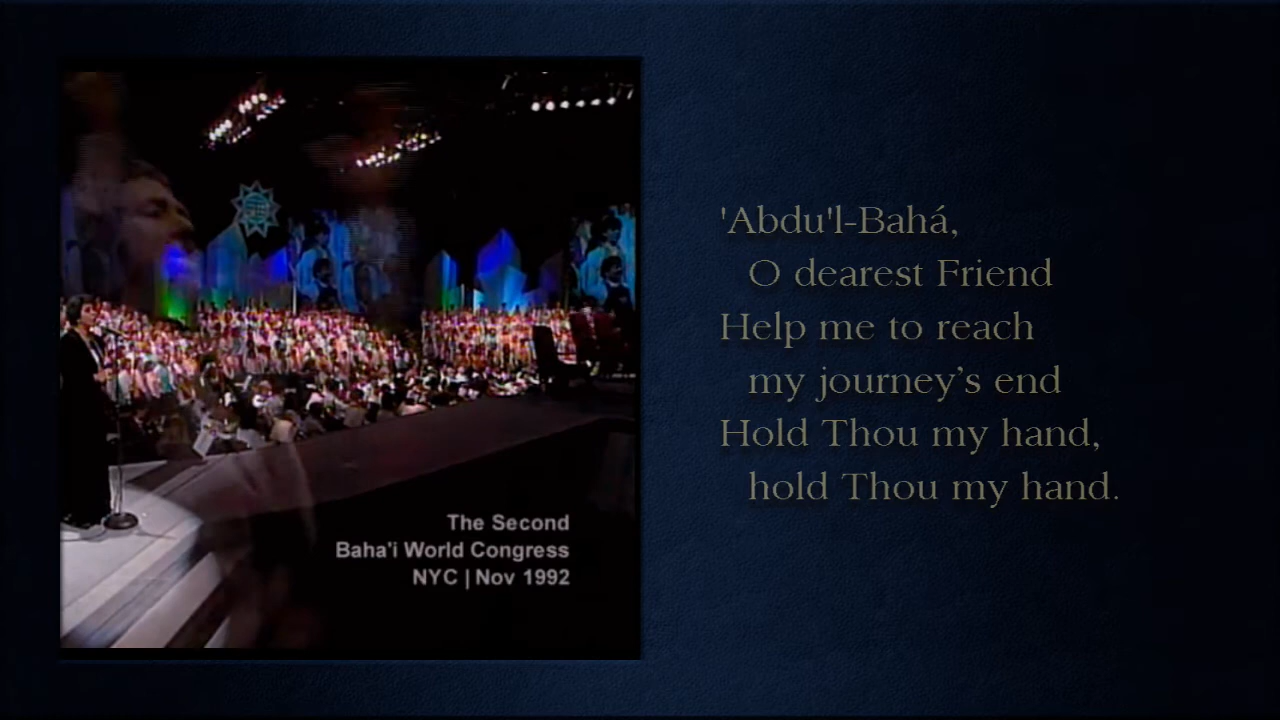 The Second
Baha'i World Congress
NYC | Nov 1992
'Abdu'l-Bahá,
O dearest Friend
Help me to reach
my journey’s end
Hold Thou my hand,
hold Thou my hand.